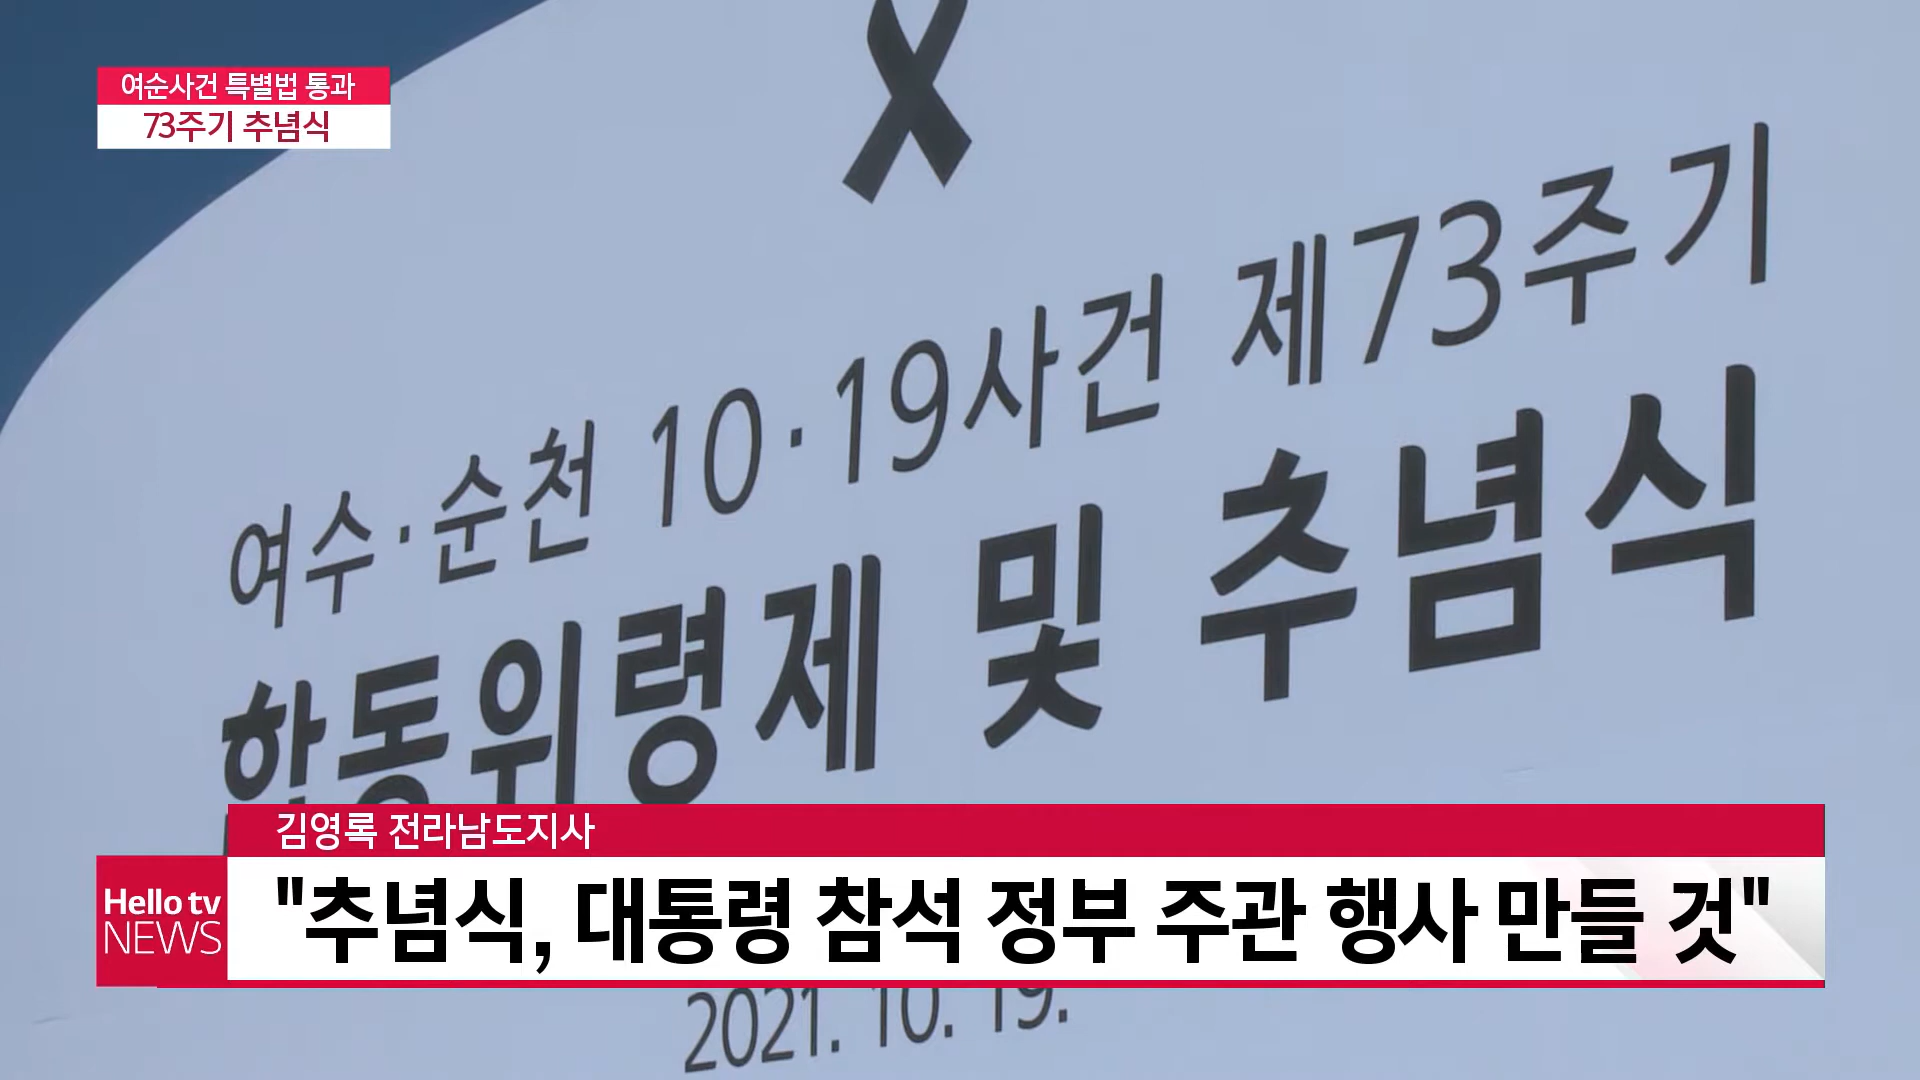 여순사건 특별법 통과
73주기 추념식
여수·순천 10·19사건 제73주기
합동위령제 및 추념식
김영록 전라남도지사
Hello tv
NEWS
"추념식, 대통령 참석 정부 주관 행사 만들 것"
2021. 10. 19.